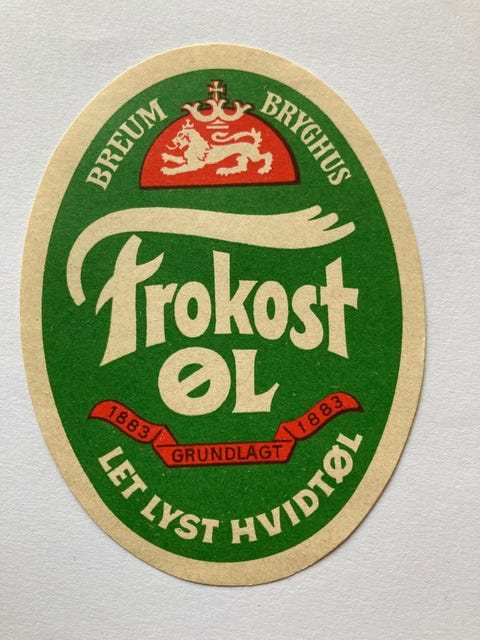 BREUM BRYGHUS
Frokost
ØL
1883 GRUNDLAGT 1883
LET LYST HVIDTØL